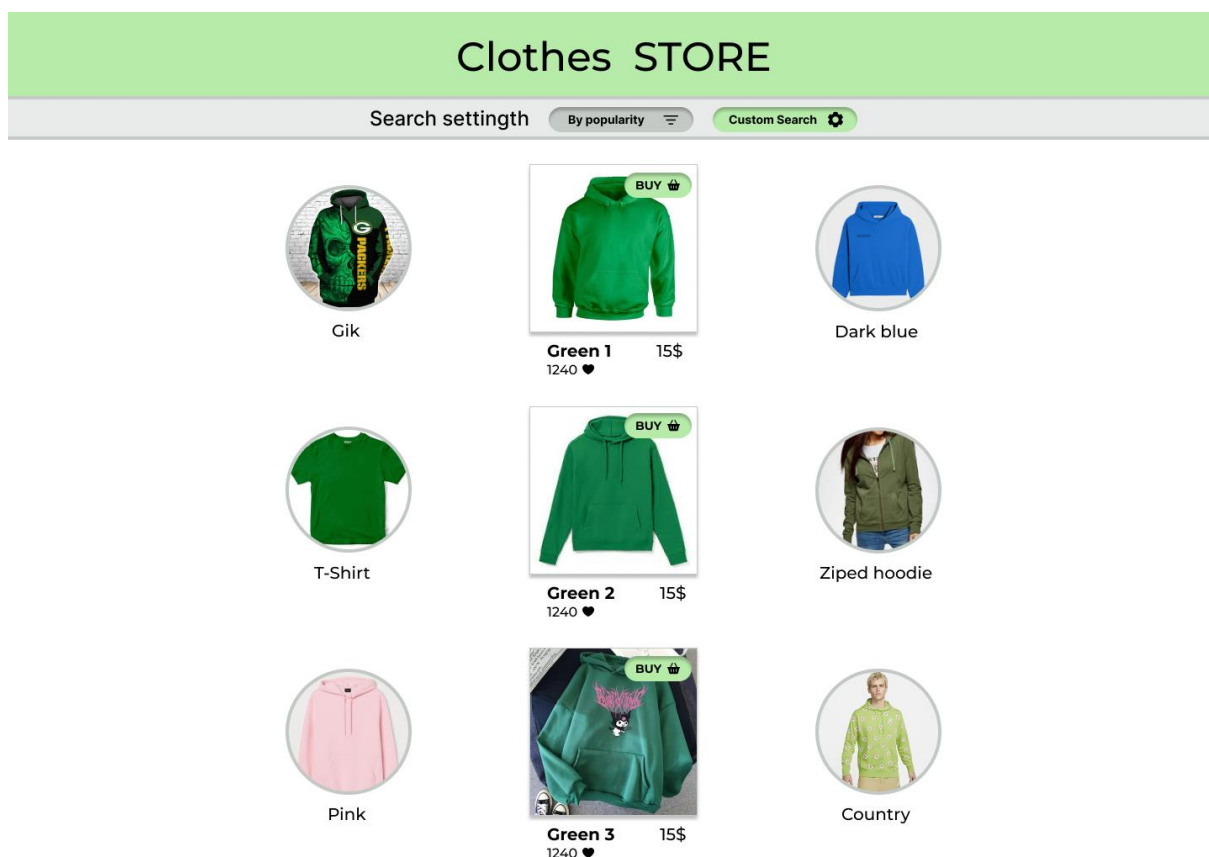 Clothes STORE
Search settingth By popularity Custom Search
BUY
G
PACKERS
Gik
Dark blue
Green 1 15$
1240
BUY
T-Shirt
Ziped hoodie
Green 2 15$
1240
BUY
Pink
Country
Green 3 15$
1240